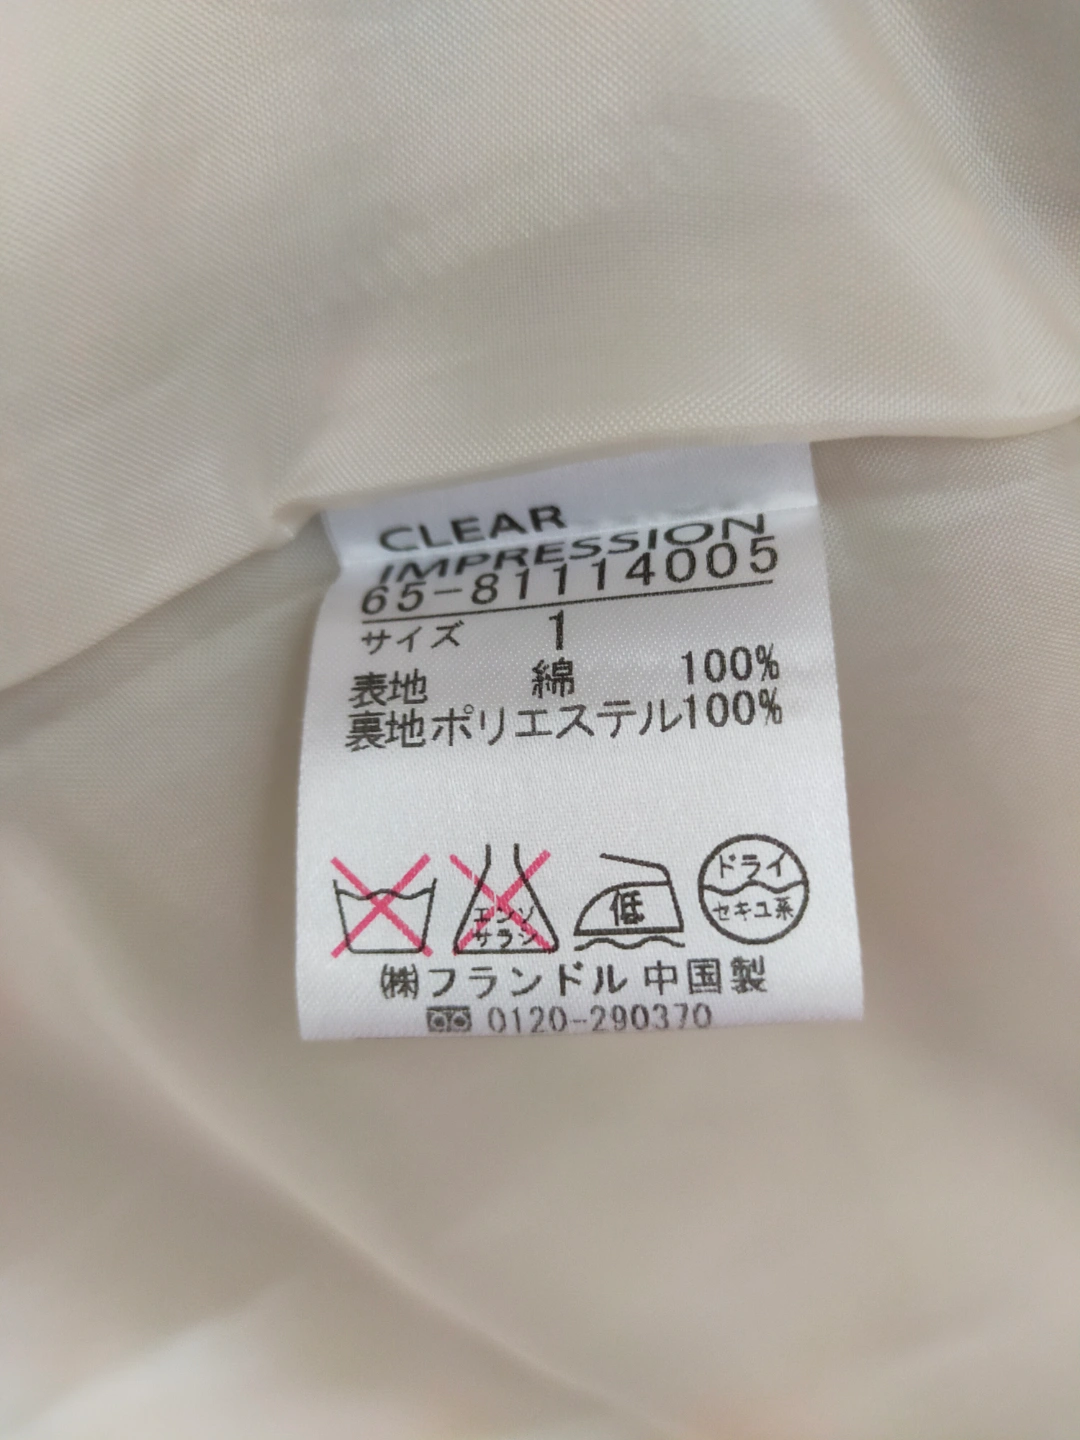 CLEAR
IMPRESSION
65-81114005
サイズ 1
表地 綿 100%
裏地ポリエステル100%
エンソ
サラシ
低
ドライ
セキユ系
㈱フランドル 中国製
0120-290370